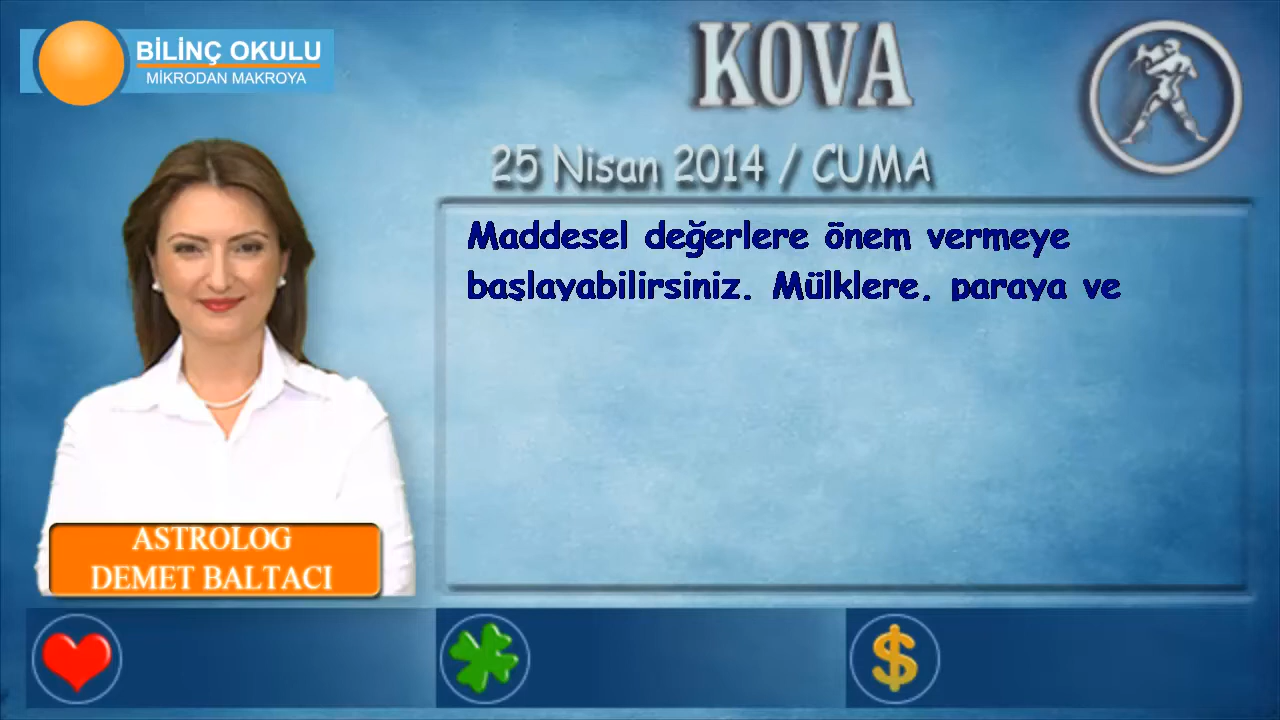 BİLİNÇ OKULU
MİKRODAN MAKROYA
KOVA
25 Nisan 2014 / CUMA
Maddesel değerlere önem vermeye
başlayabilirsiniz. Mülklere, paraya ve
ASTROLOG
DEMET BALTACI